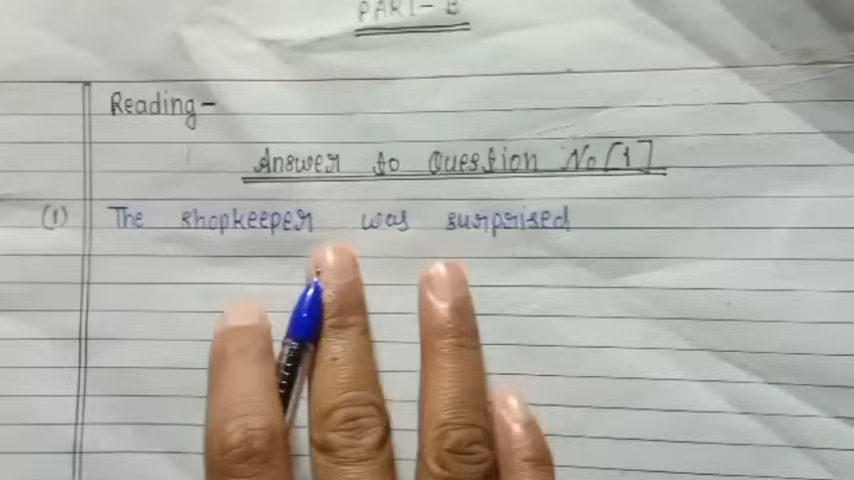 PART- B
Reading-
Answer to Question No [1]
(1) The shopkeeper was surprised